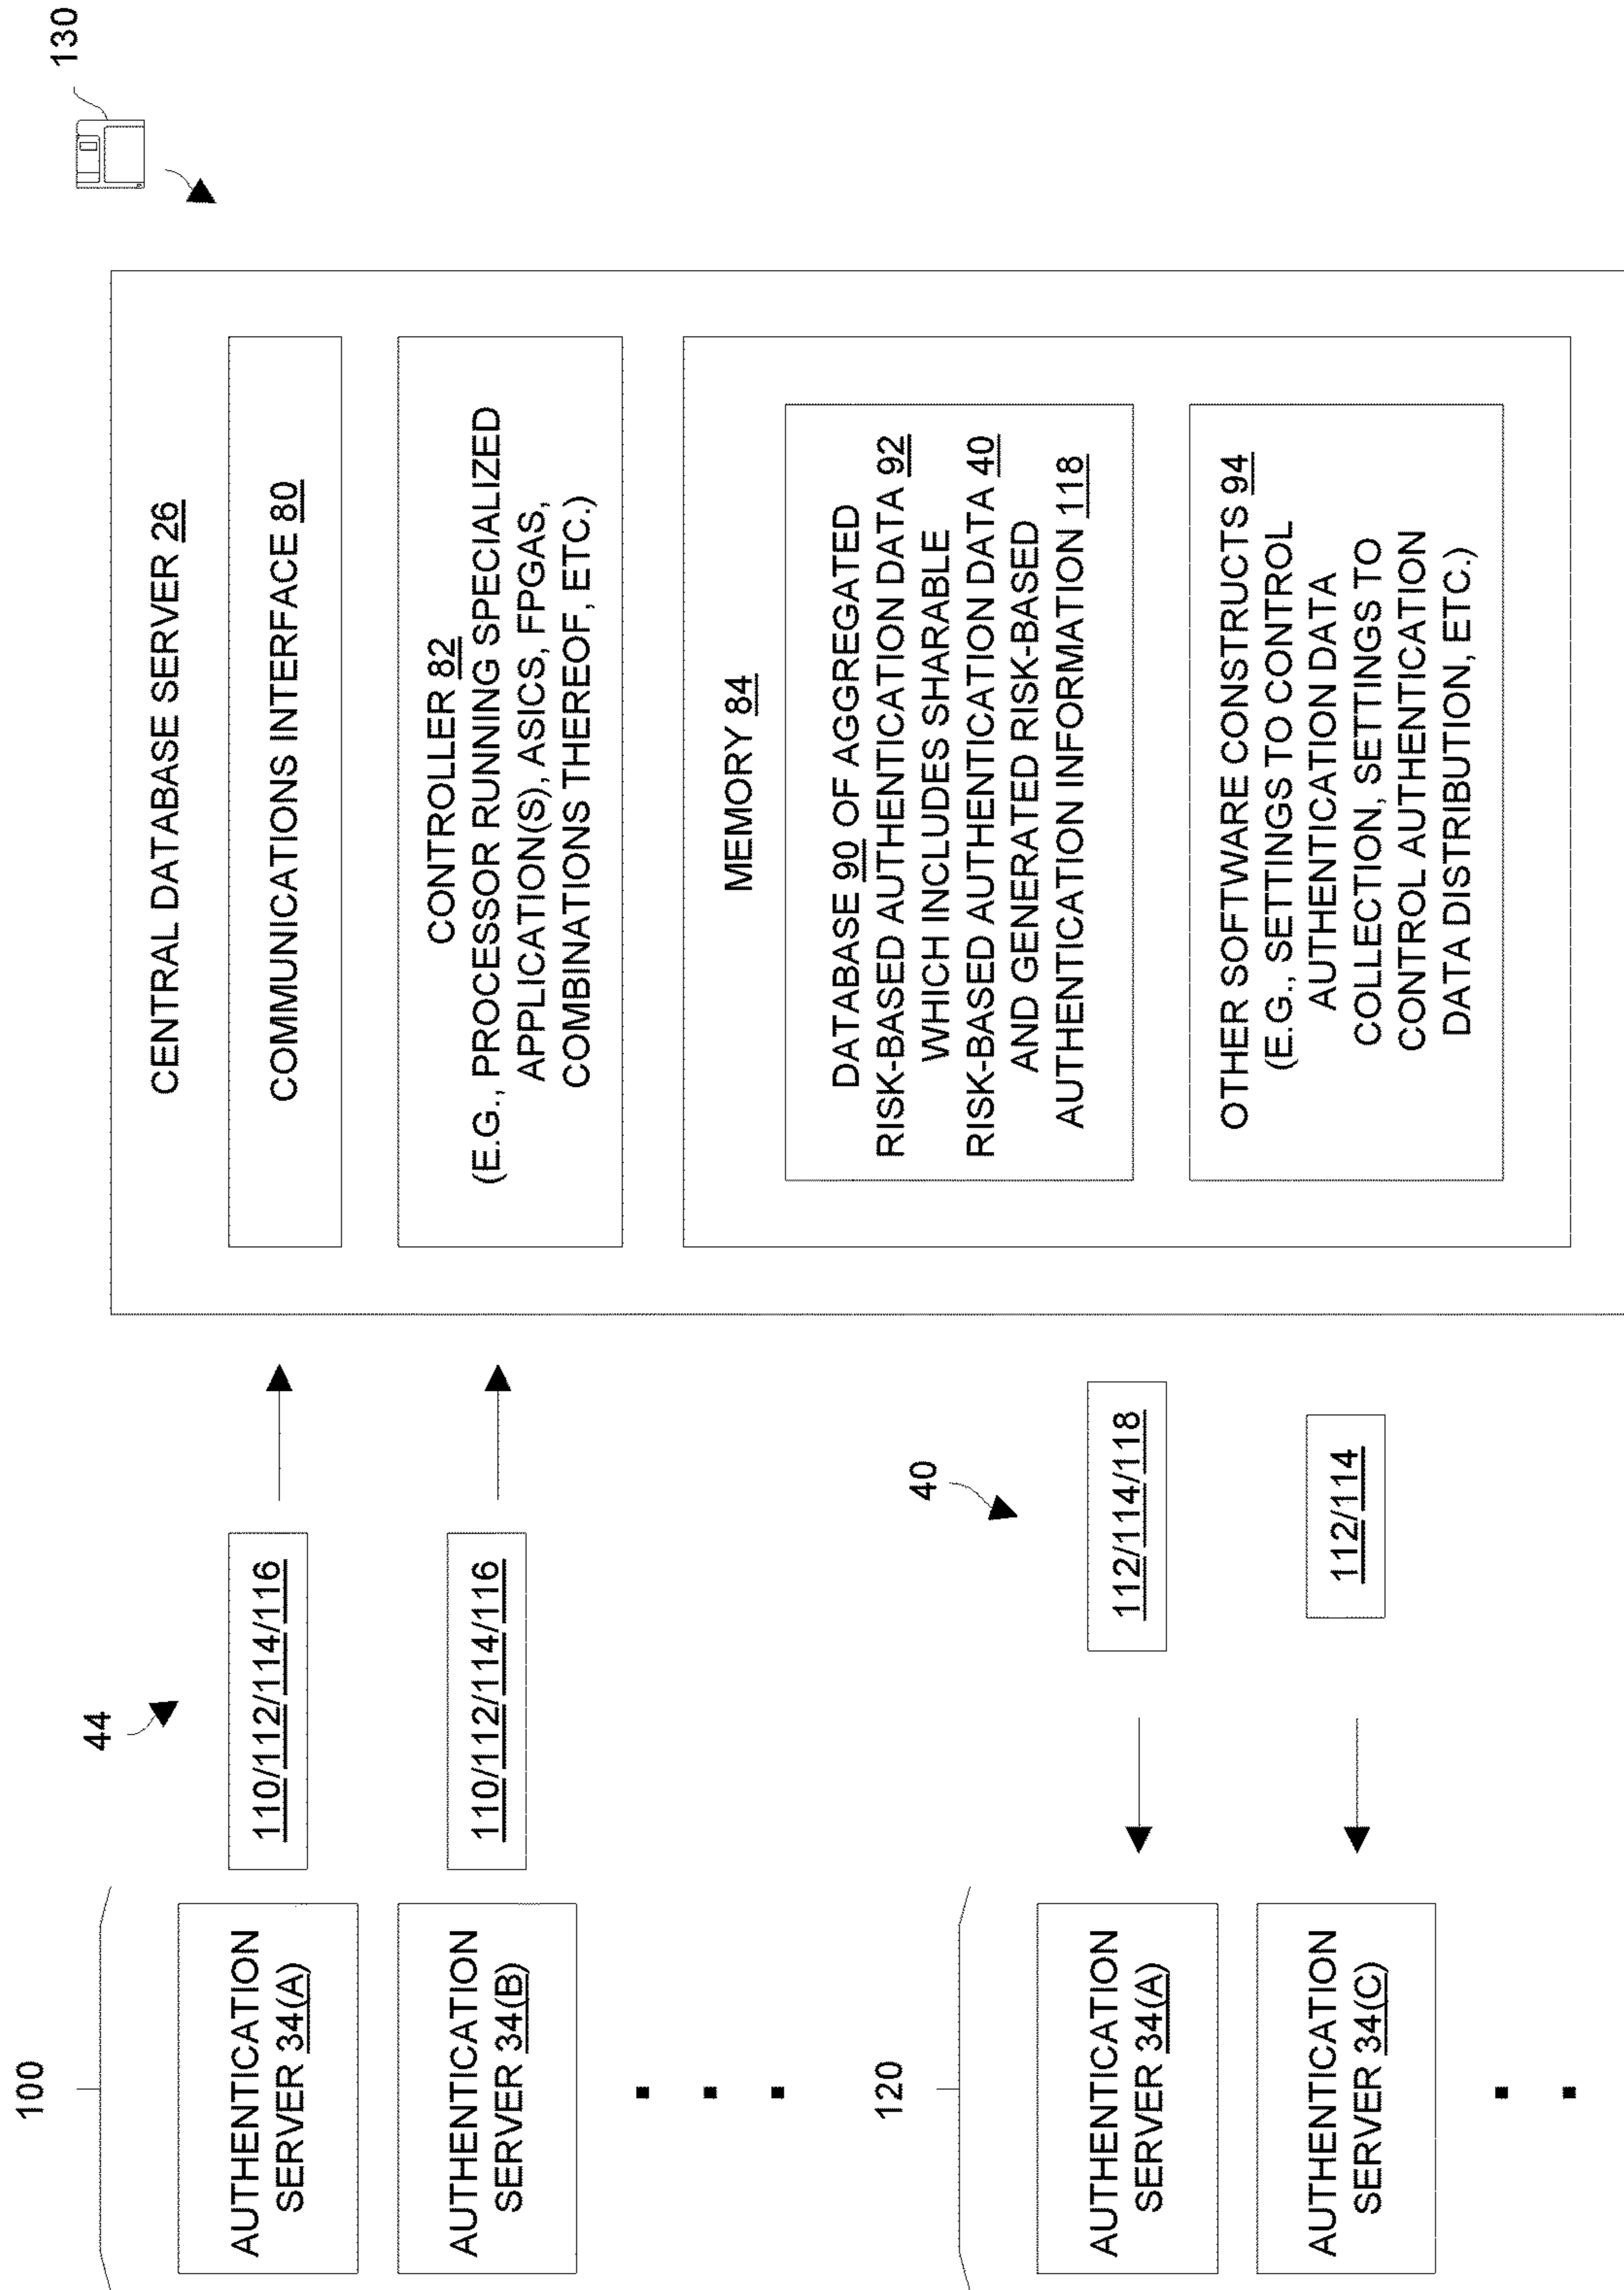 100
AUTHENTICATION
SERVER 34(A)
AUTHENTICATION
SERVER 34(B)
44
110/112/114/116
110/112/114/116
120
AUTHENTICATION
SERVER 34(A)
AUTHENTICATION
SERVER 34(C)
40
112/114/118
112/114
CENTRAL DATABASE SERVER 26
COMMUNICATIONS INTERFACE 80
CONTROLLER 82
(E.G., PROCESSOR RUNNING SPECIALIZED
APPLICATION(S), ASICS, FPGAS,
COMBINATIONS THEREOF, ETC.)
MEMORY 84
DATABASE 90 OF AGGREGATED
RISK-BASED AUTHENTICATION DATA 92
WHICH INCLUDES SHARABLE
RISK-BASED AUTHENTICATION DATA 40
AND GENERATED RISK-BASED
AUTHENTICATION INFORMATION 118
OTHER SOFTWARE CONSTRUCTS 94
(E.G., SETTINGS TO CONTROL
AUTHENTICATION DATA
COLLECTION, SETTINGS TO
CONTROL AUTHENTICATION
DATA DISTRIBUTION, ETC.)
130